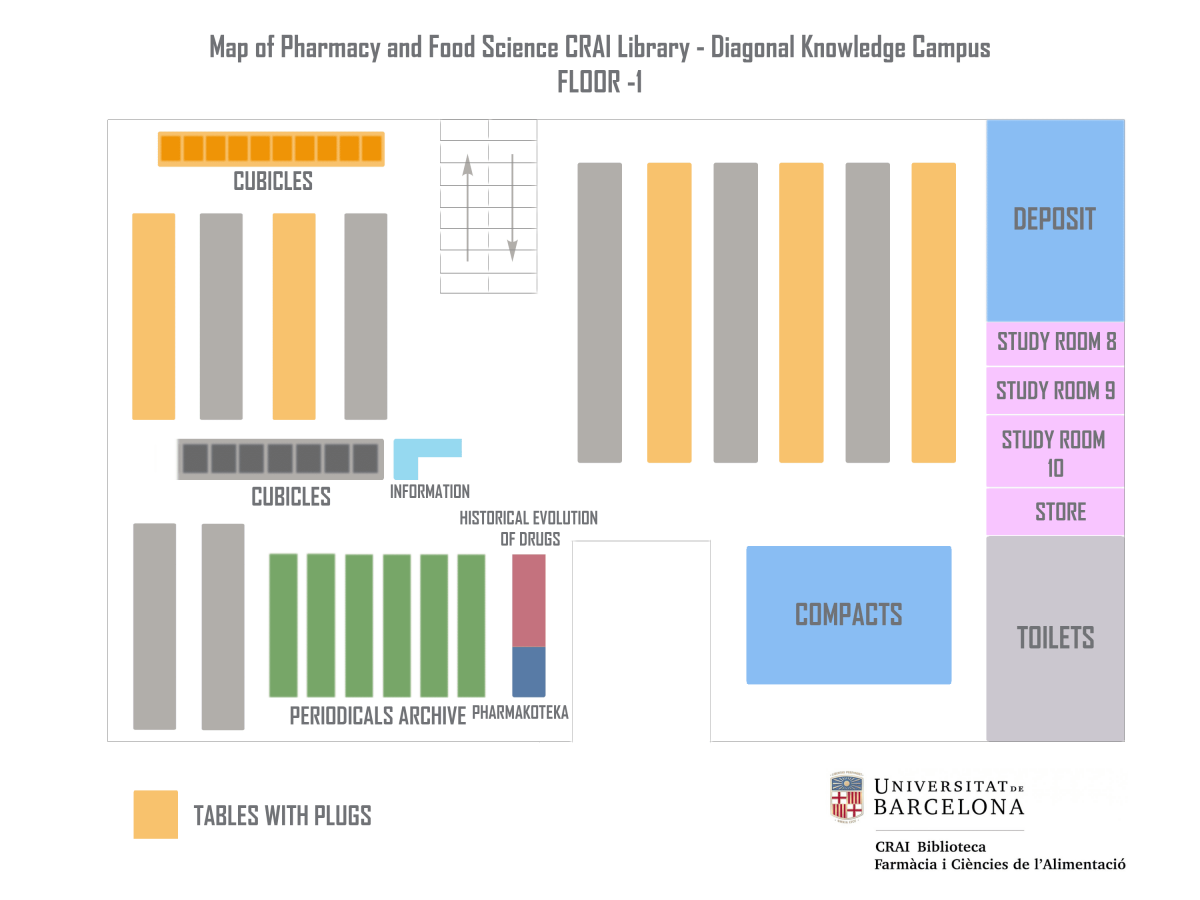 Map of Pharmacy and Food Science CRAI Library - Diagonal Knowledge Campus
FLOOR -1
CUBICLES
DEPOSIT
STUDY ROOM 8
STUDY ROOM 9
STUDY ROOM
10
STORE
CUBICLES
INFORMATION
HISTORICAL EVOLUTION
OF DRUGS
COMPACTS
TOILETS
PERIODICALS ARCHIVE
PHARMAKOTEKA
TABLES WITH PLUGS
UNIVERSITAT DE
BARCELONA
CRAI Biblioteca
Farmàcia i Ciències de l'Alimentació